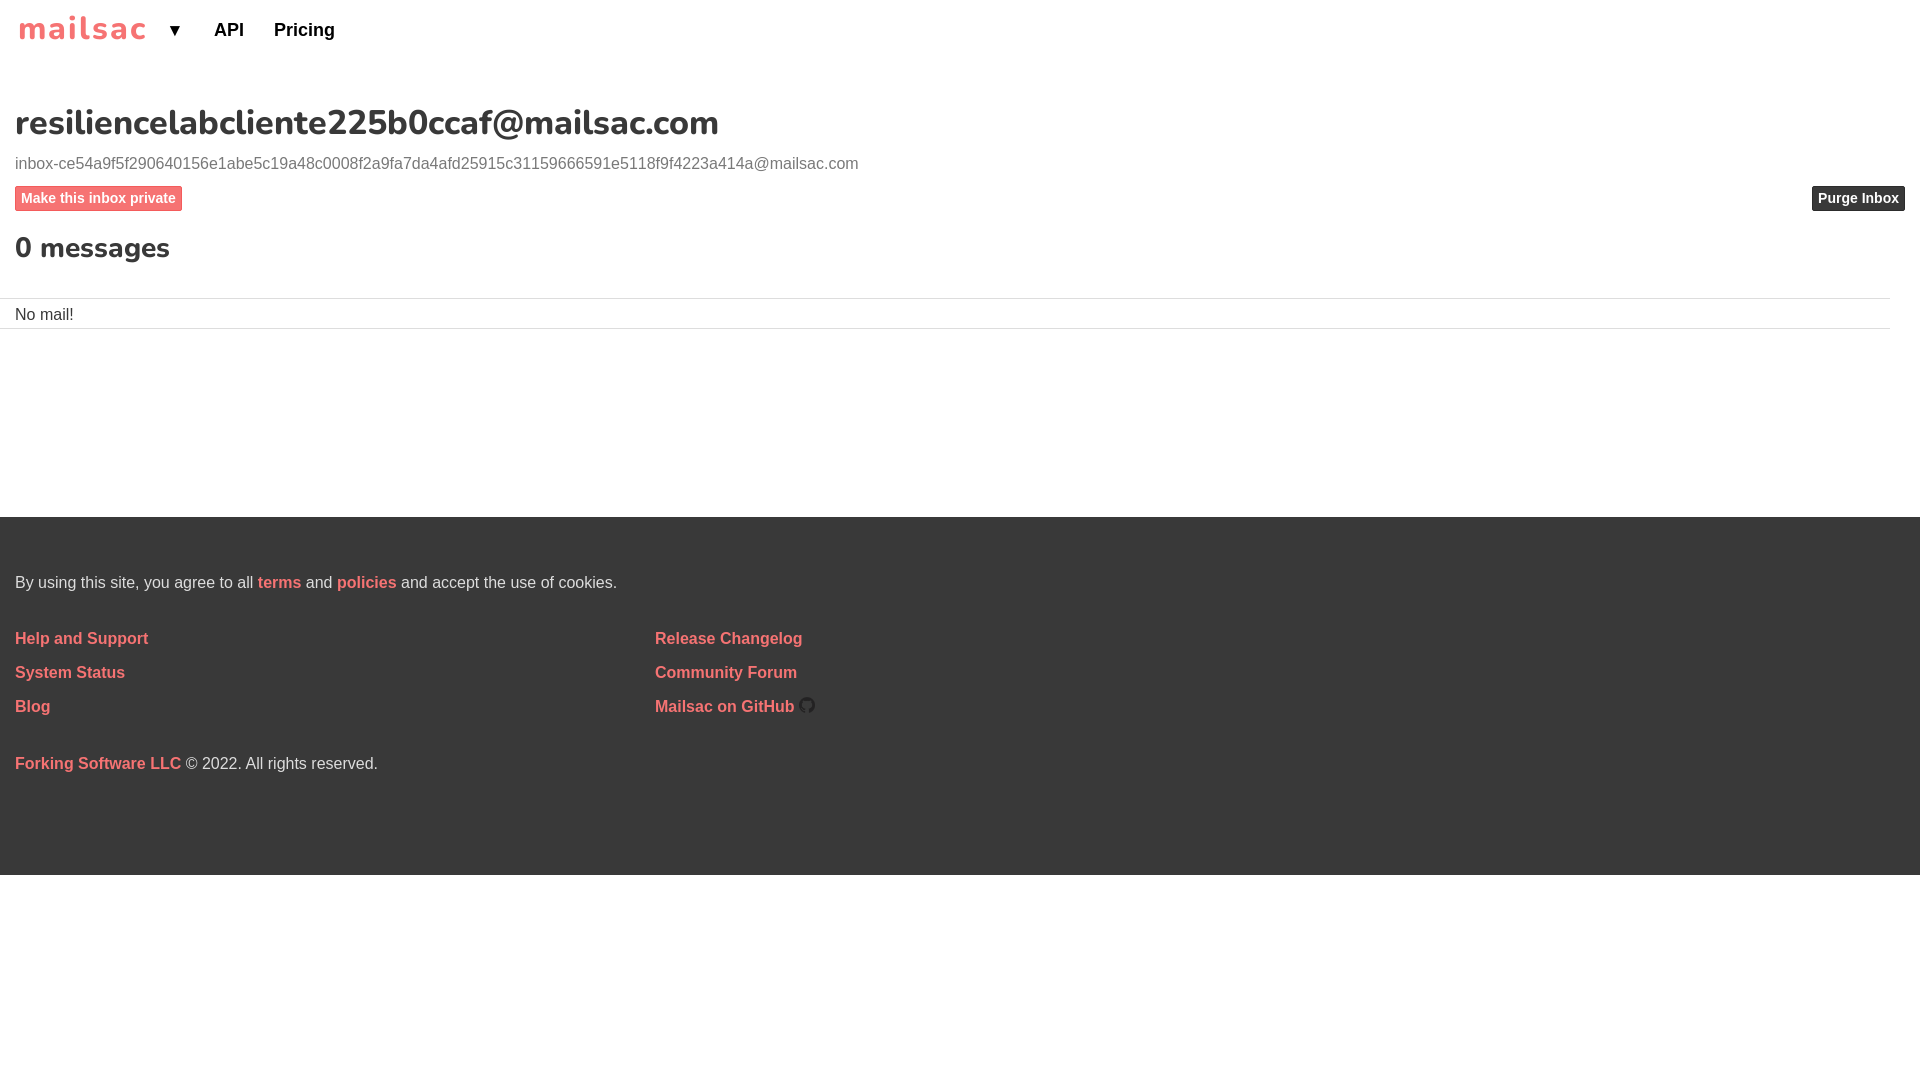 mailsac ▼ API Pricing
resiliencelabcliente225b0ccaf@mailsac.com
inbox-ce54a9f5f290640156e1abe5c19a48c0008f2a9fa7da4afd25915c31159666591e5118f9f4223a414a@mailsac.com
Make this inbox private Purge Inbox
0 messages
No mail!
By using this site, you agree to all terms and policies and accept the use of cookies.
Help and Support
System Status
Blog
Release Changelog
Community Forum
Mailsac on GitHub
Forking Software LLC © 2022. All rights reserved.